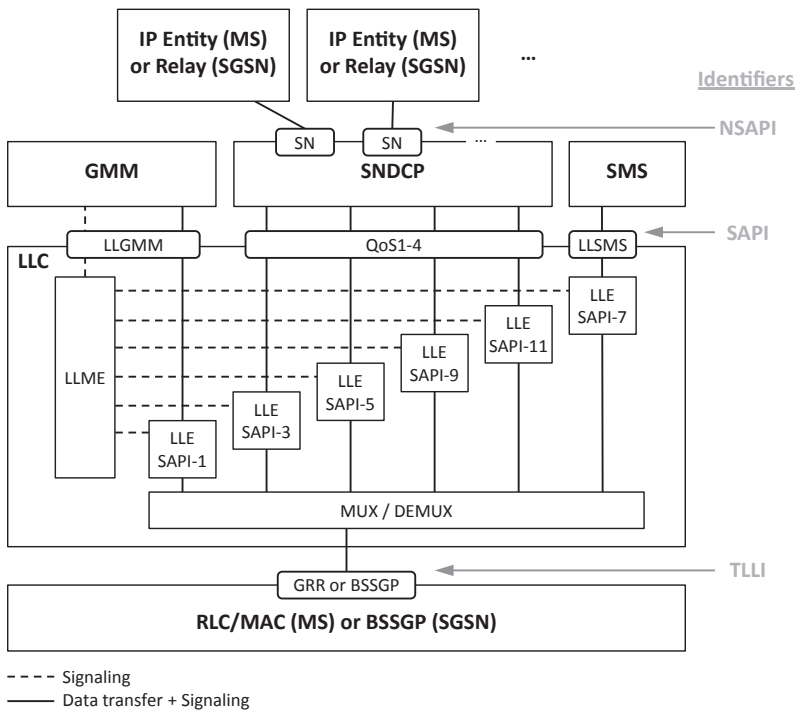 IP Entity (MS)
or Relay (SGSN)
IP Entity (MS)
or Relay (SGSN)
...
Identifiers
NSAPI
SN
SN
...
GMM
SNDCP
SMS
SAPI
LLGMM
QoS1-4
LLSMS
LLC
LLE
SAPI-7
LLE
SAPI-11
LLE
SAPI-9
LLME
LLE
SAPI-5
LLE
SAPI-3
LLE
SAPI-1
MUX / DEMUX
TLLI
GRR or BSSGP
RLC/MAC (MS) or BSSGP (SGSN)
Signaling
Data transfer + Signaling